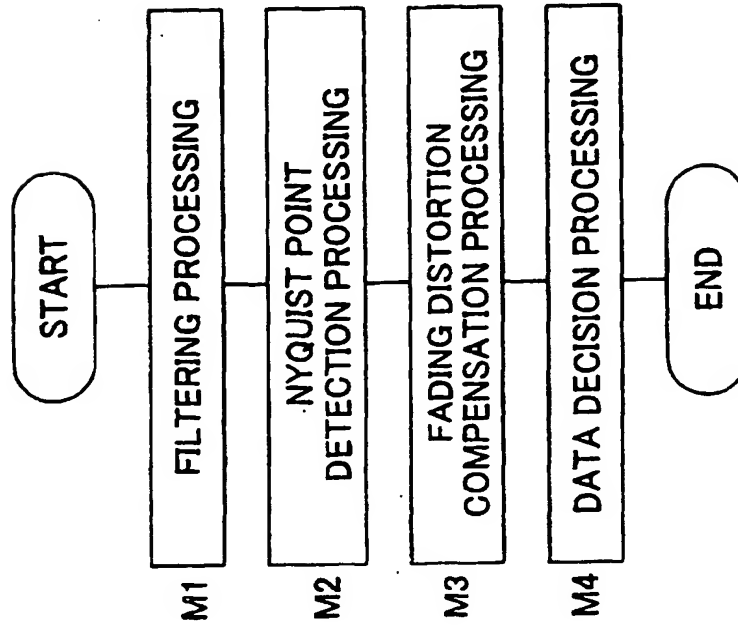 START
M1
FILTERING PROCESSING
M2
NYQUIST POINT
DETECTION PROCESSING
M3
FADING DISTORTION
COMPENSATION PROCESSING
M4
DATA DECISION PROCESSING
END